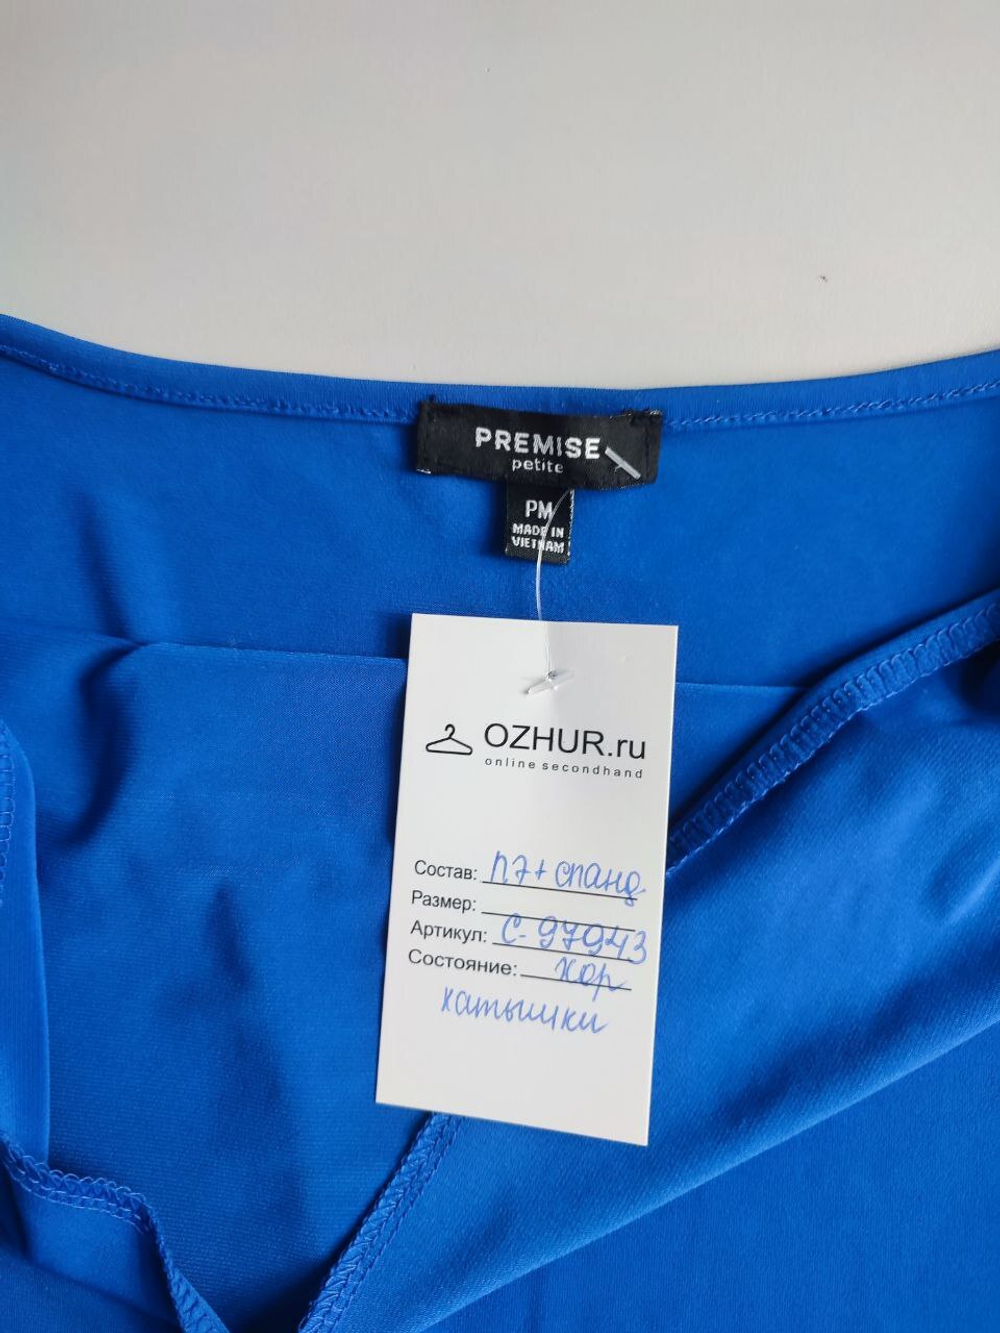 PREMISE
petite
PM
MADE IN
VIETNAM
OZHUR.ru
online secondhand
Состав: пэ+спанд
Размер:
Артикул: С-97943
Состояние: хор
катышки